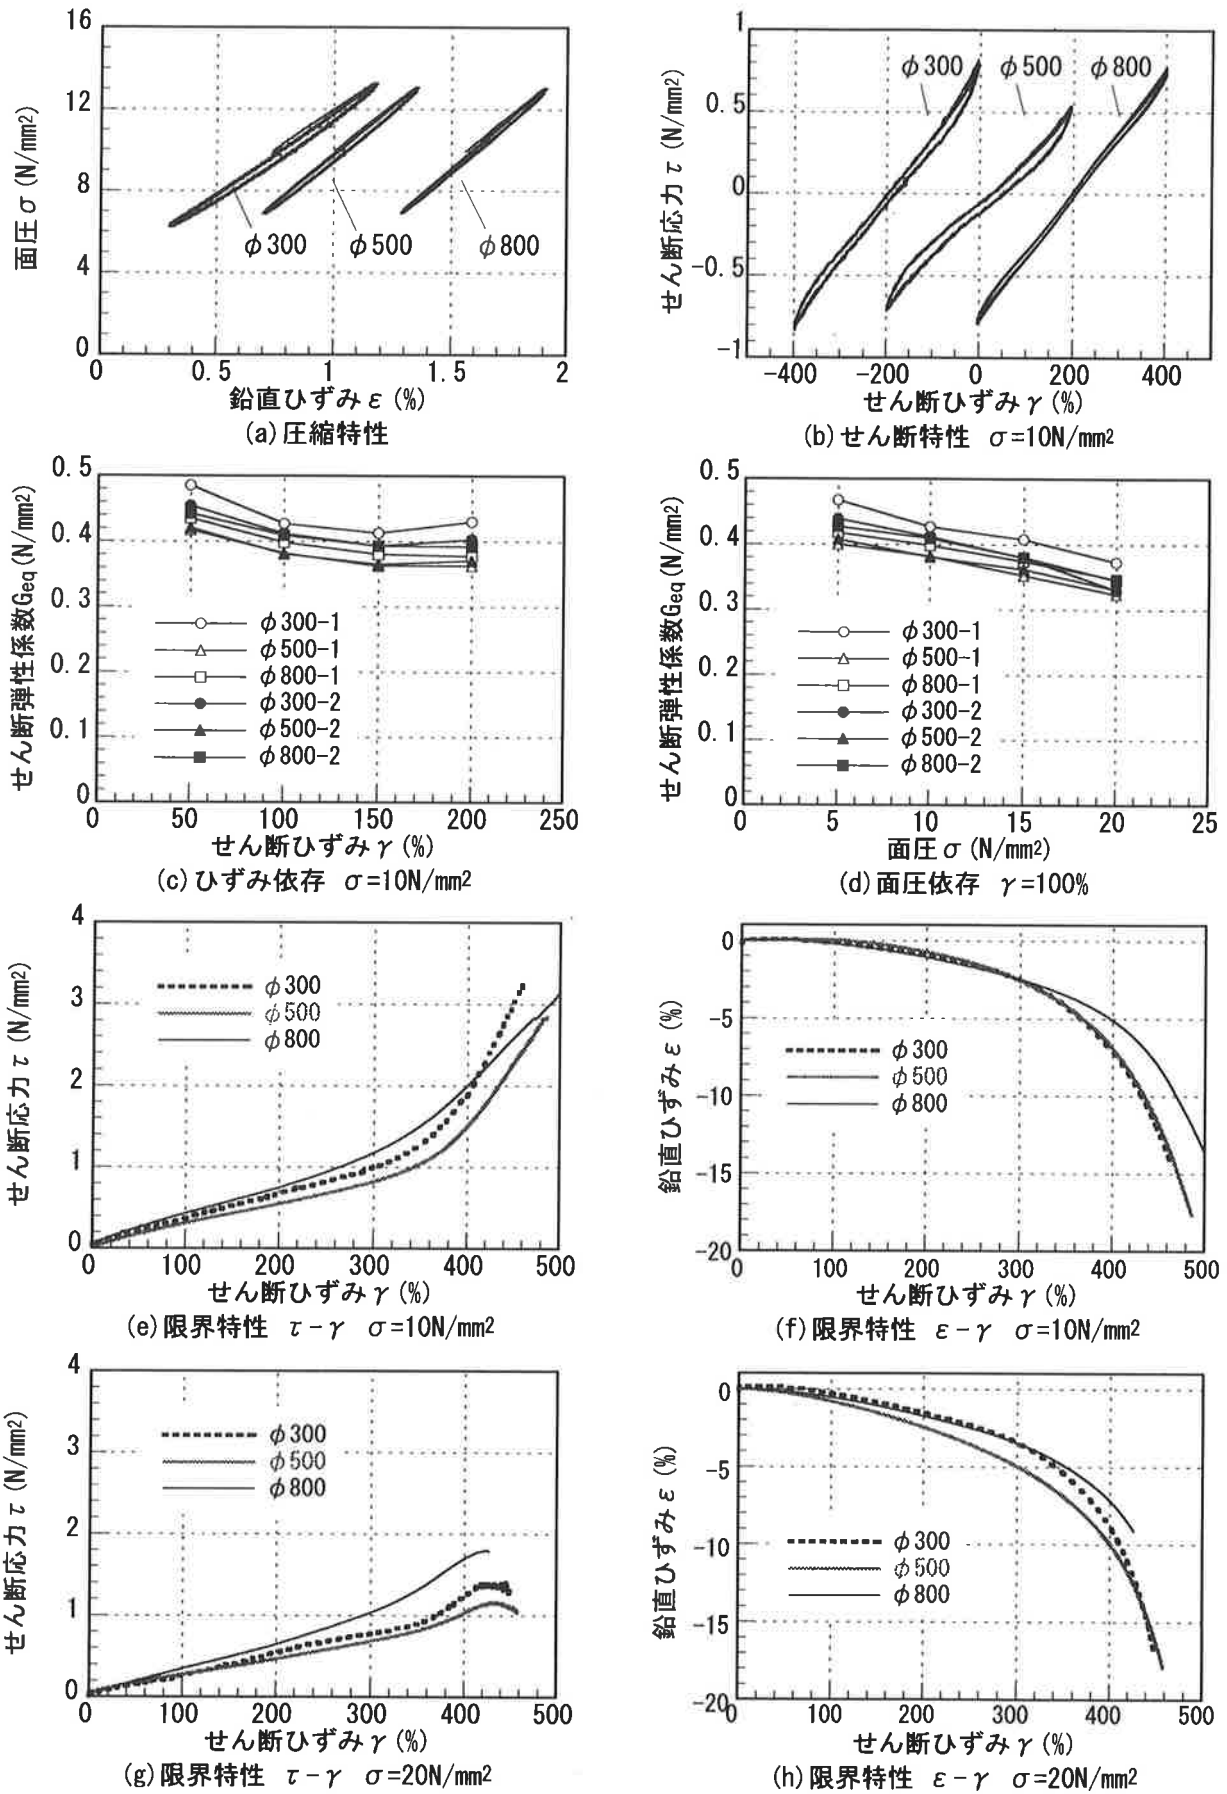 16
12
8
4
0
面圧σ(N/mm2)
φ300 φ500 φ800
0 0.5 1 1.5 2
鉛直ひずみε(%)
(a)圧縮特性
1
0.5
0
-0.5
-1
せん断応力τ(N/mm2)
φ300 φ500 φ800
-400 -200 0 200 400
せん断ひずみγ(%)
(b)せん断特性 σ=10N/mm2
0.5
0.4
0.3
0.2
0.1
0
せん断弾性係数Geq(N/mm2)
φ300-1
φ500-1
φ800-1
φ300-2
φ500-2
φ800-2
0 50 100 150 200 250
せん断ひずみγ(%)
(c)ひずみ依存 σ=10N/mm2
0.5
0.4
0.3
0.2
0.1
0
せん断弾性係数Geq(N/mm2)
φ300-1
φ500-1
φ800-1
φ300-2
φ500-2
φ800-2
0 5 10 15 20 25
面圧σ(N/mm2)
(d)面圧依存 γ=100%
4
3
2
1
0
せん断応力τ(N/mm2)
φ300
φ500
φ800
0 100 200 300 400 500
せん断ひずみγ(%)
(e)限界特性 τ-γ σ=10N/mm2
0
-5
-10
-15
-20
鉛直ひずみε(%)
φ300
φ500
φ800
0 100 200 300 400 500
せん断ひずみγ(%)
(f)限界特性 ε-γ σ=10N/mm2
4
3
2
1
0
せん断応力τ(N/mm2)
φ300
φ500
φ800
0 100 200 300 400 500
せん断ひずみγ(%)
(g)限界特性 τ-γ σ=20N/mm2
0
-5
-10
-15
-20
鉛直ひずみε(%)
φ300
φ500
φ800
0 100 200 300 400 500
せん断ひずみγ(%)
(h)限界特性 ε-γ σ=20N/mm2